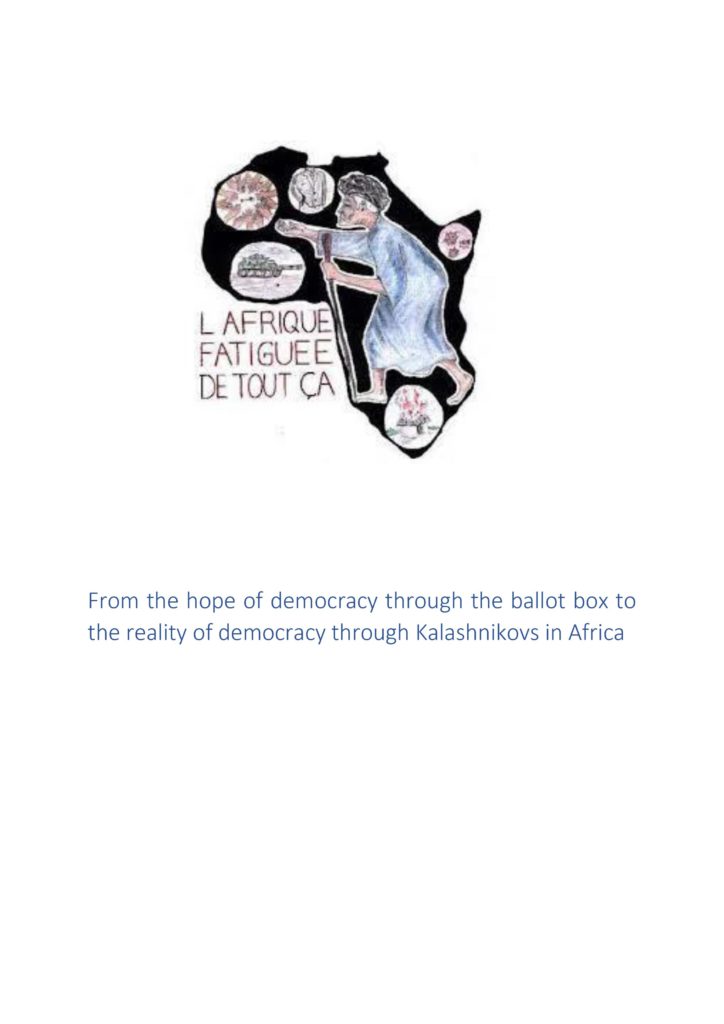 L AFRIQUE
FATIGUEE
DE TOUT ÇA
From the hope of democracy through the ballot box to
the reality of democracy through Kalashnikovs in Africa